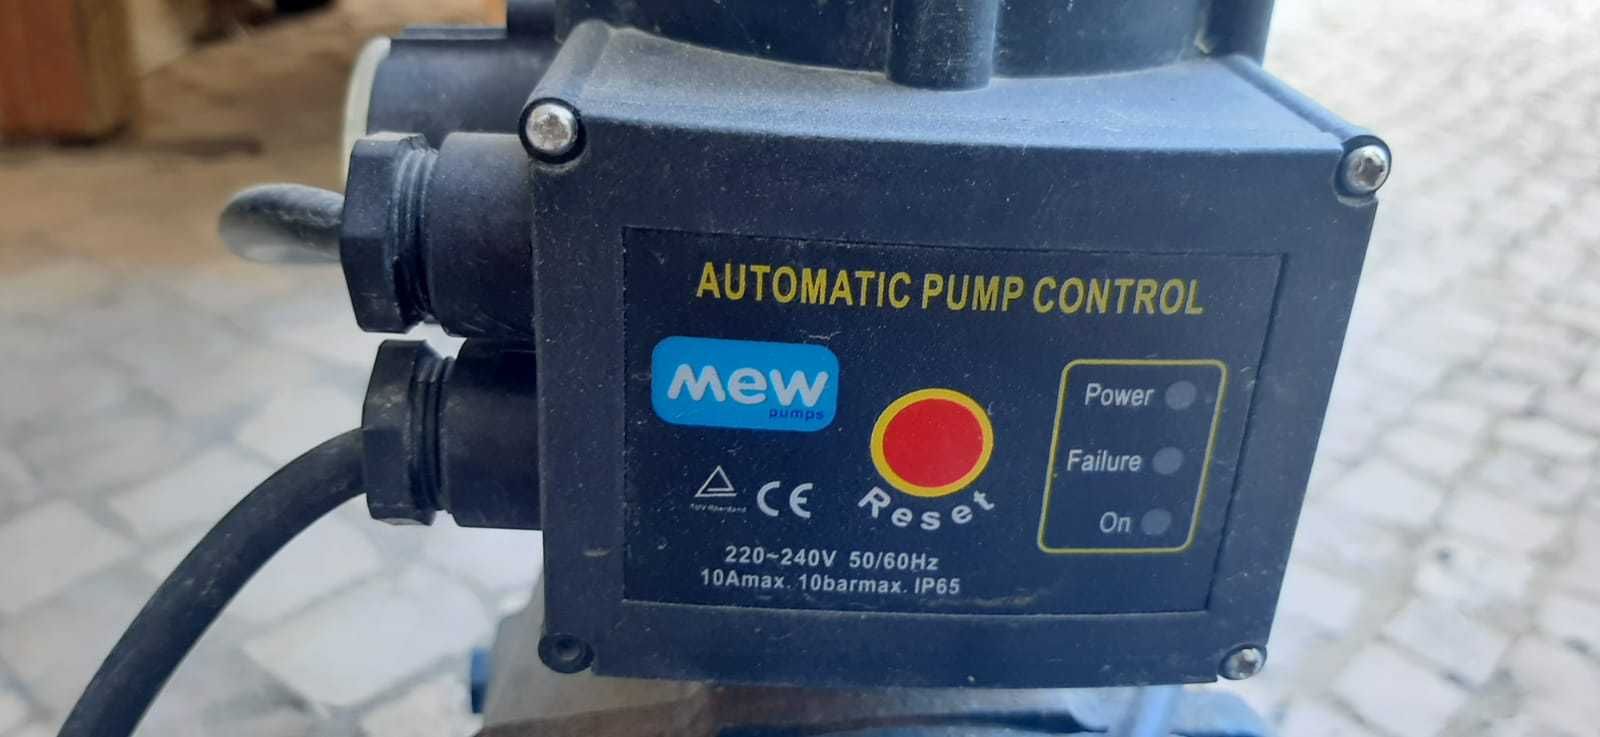 AUTOMATIC PUMP CONTROL
mew
pumps
Power
Failure
On
Reset
CE
220~240V 50/60Hz
10Amax. 10barmax. IP65